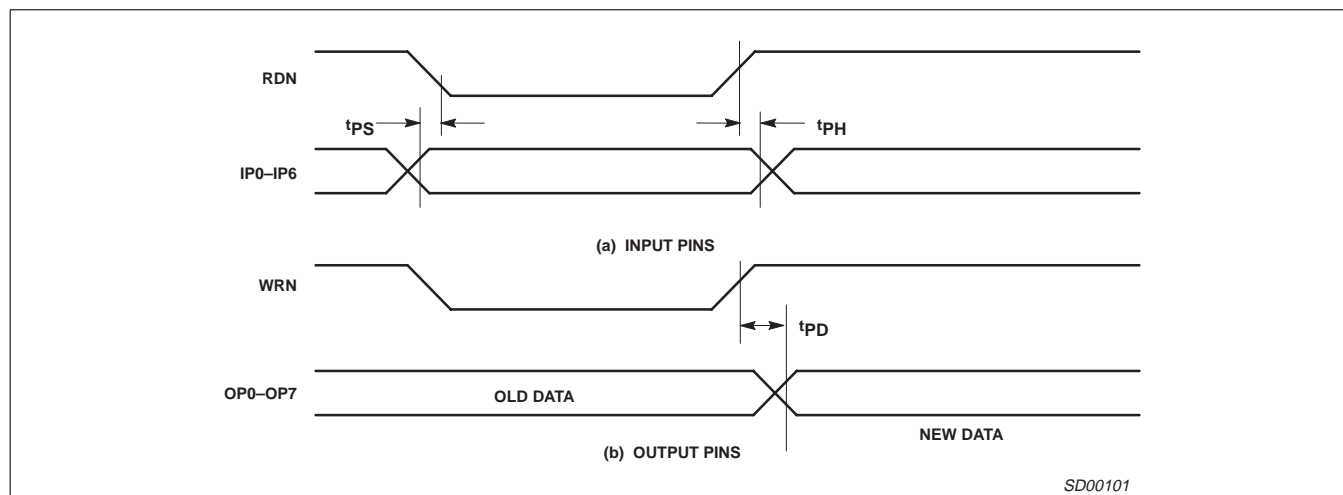 RDN
tPS
tPH
IP0–IP6
(a) INPUT PINS
WRN
tPD
OP0–OP7
OLD DATA
NEW DATA
(b) OUTPUT PINS
SD00101